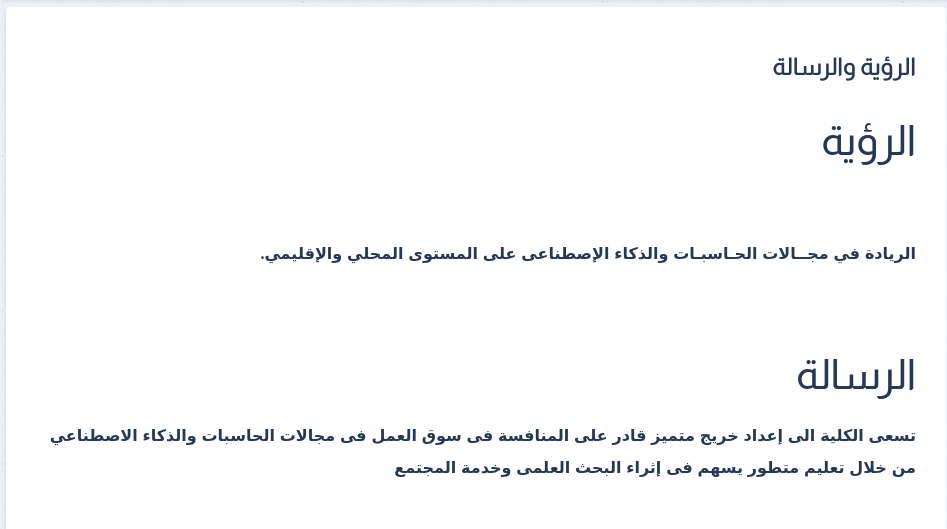 الرؤية والرسالة
الرؤية
الريادة في مجــالات الحـاسبـات والذكاء الإصطناعى على المستوى المحلي والإقليمي.
الرسالة
تسعى الكلية الى إعداد خريج متميز قادر على المنافسة فى سوق العمل فى مجالات الحاسبات والذكاء الاصطناعي
من خلال تعليم متطور يسهم فى إثراء البحث العلمى وخدمة المجتمع